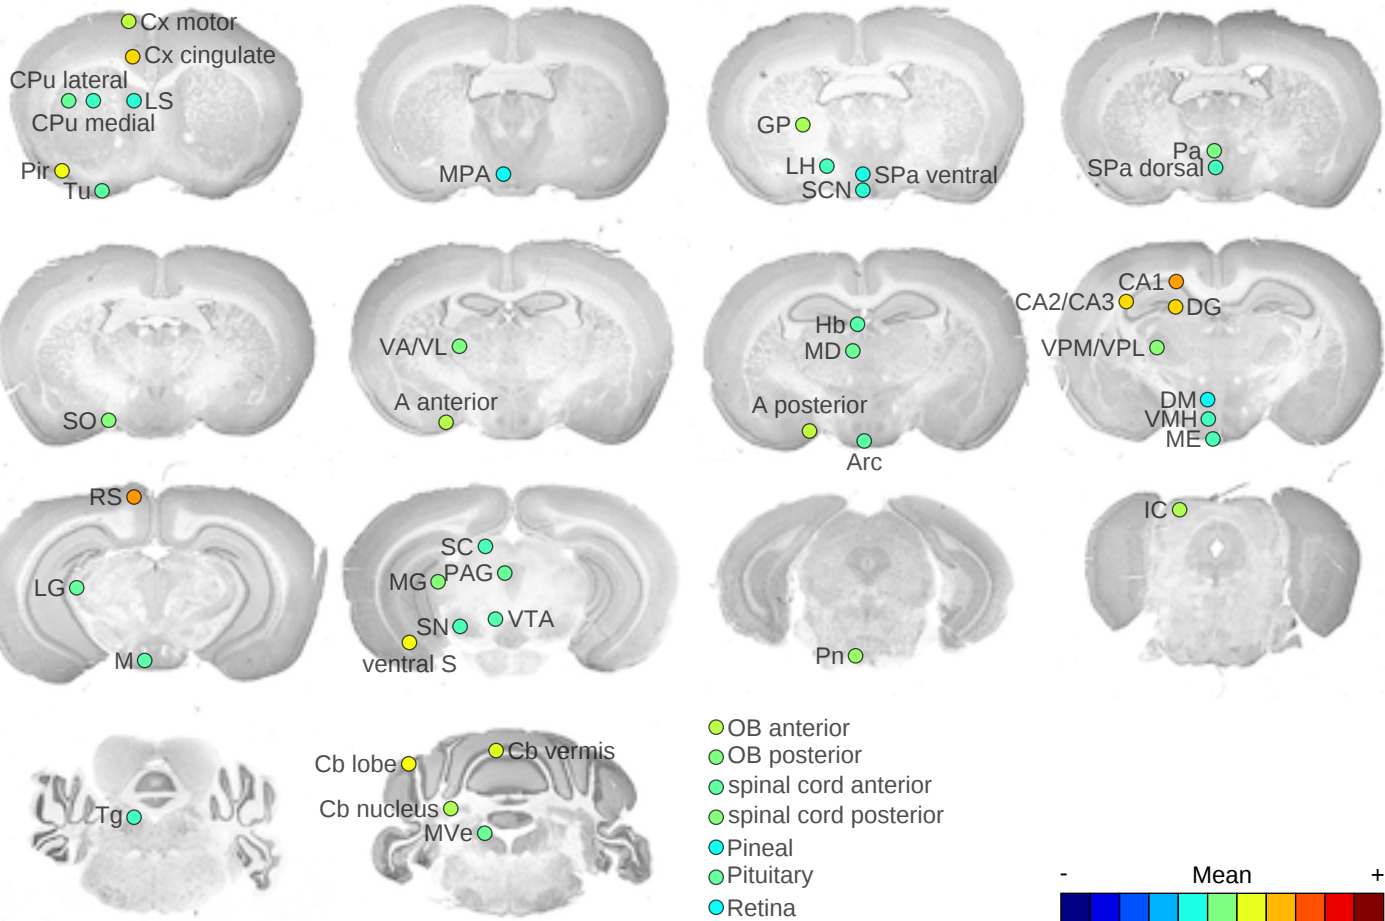 Cx motor
Cx cingulate
CPu lateral
LS
CPu medial
Pir
Tu
MPA
GP
LH
SPa ventral
SCN
Pa
SPa dorsal
SO
VA/VL
A anterior
Hb
MD
A posterior
Arc
CA1
CA2/CA3
DG
VPM/VPL
DM
VMH
ME
RS
LG
M
SC
MG
PAG
SN
VTA
ventral S
Pn
IC
Tg
Cb lobe
Cb vermis
Cb nucleus
MVe
OB anterior
OB posterior
spinal cord anterior
spinal cord posterior
Pineal
Pituitary
Retina
- Mean +